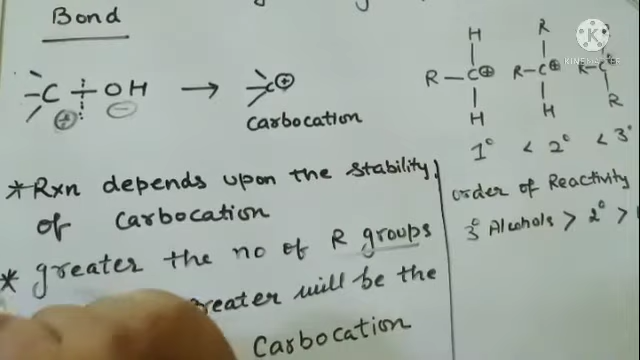 Bond
-C + OH → C⊕
⊕ ⊖
Carbocation
*Rxn depends upon the stability
of Carbocation
* greater the no of R groups
greater will be the
Carbocation
H R R
R-C⊕ R-C⊕ R-C⊕
H H R
1° < 2° < 3°
order of Reactivity
3° Alcohols > 2° >
KINEMASTER